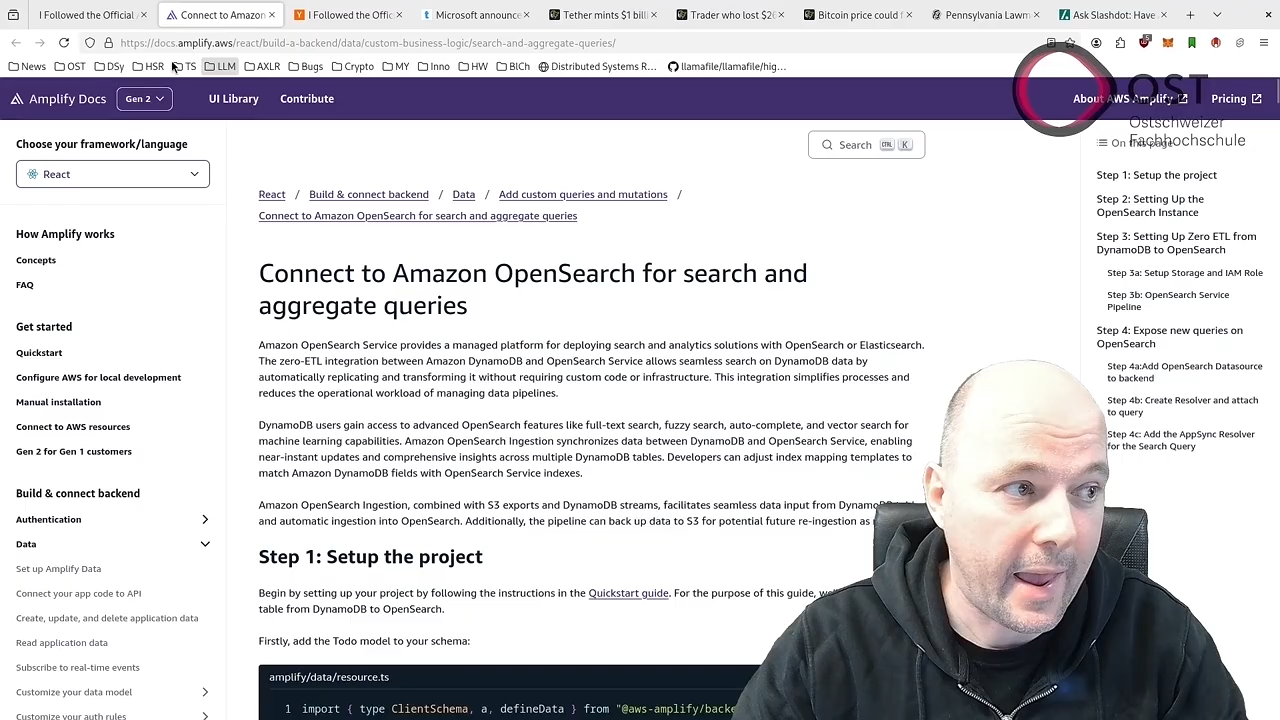 I Followed the Official A
Connect to Amazon
I Followed the Offic
Microsoft announce
Tether mints $1 bill
Trader who lost $26
Bitcoin price could f
Pennsylvania Lawm
Ask Slashdot: Have
https://docs.amplify.aws/react/build-a-backend/data/custom-business-logic/search-and-aggregate-queries/
News OST DSy HSR TS LLM AXLR Bugs Crypto MY Inno HW BlCh Distributed Systems R... llamafile/llamafile/hig...
Amplify Docs Gen 2 UI Library Contribute About AWS Amplify Pricing
OST
Ostschweizer
Fachhochschule
Choose your framework/language
React
How Amplify works
Concepts
FAQ
Get started
Quickstart
Configure AWS for local development
Manual installation
Connect to AWS resources
Gen 2 for Gen 1 customers
Build & connect backend
Authentication
Data
Set up Amplify Data
Connect your app code to API
Create, update, and delete application data
Read application data
Subscribe to real-time events
Customize your data model
Customize your auth rules
Search CTRL K
React / Build & connect backend / Data / Add custom queries and mutations /
Connect to Amazon OpenSearch for search and aggregate queries
Connect to Amazon OpenSearch for search and
aggregate queries
Amazon OpenSearch Service provides a managed platform for deploying search and analytics solutions with OpenSearch or Elasticsearch.
The zero-ETL integration between Amazon DynamoDB and OpenSearch Service allows seamless search on DynamoDB data by
automatically replicating and transforming it without requiring custom code or infrastructure. This integration simplifies processes and
reduces the operational workload of managing data pipelines.
DynamoDB users gain access to advanced OpenSearch features like full-text search, fuzzy search, auto-complete, and vector search for
machine learning capabilities. Amazon OpenSearch Ingestion synchronizes data between DynamoDB and OpenSearch Service, enabling
near-instant updates and comprehensive insights across multiple DynamoDB tables. Developers can adjust index mapping templates to
match Amazon DynamoDB fields with OpenSearch Service indexes.
Amazon OpenSearch Ingestion, combined with S3 exports and DynamoDB streams, facilitates seamless data input from DynamoDB
and automatic ingestion into OpenSearch. Additionally, the pipeline can back up data to S3 for potential future re-ingestion as
Step 1: Setup the project
Begin by setting up your project by following the instructions in the Quickstart guide. For the purpose of this guide,
table from DynamoDB to OpenSearch.
Firstly, add the Todo model to your schema:
amplify/data/resource.ts
1 import { type ClientSchema, a, defineData } from "@aws-amplify/backe
On this page
Step 1: Setup the project
Step 2: Setting Up the
OpenSearch Instance
Step 3: Setting Up Zero ETL from
DynamoDB to OpenSearch
Step 3a: Setup Storage and IAM Role
Step 3b: OpenSearch Service
Pipeline
Step 4: Expose new queries on
OpenSearch
Step 4a:Add OpenSearch Datasource
to backend
Step 4b: Create Resolver and attach
to query
Step 4c: Add the AppSync Resolver
for the Search Query